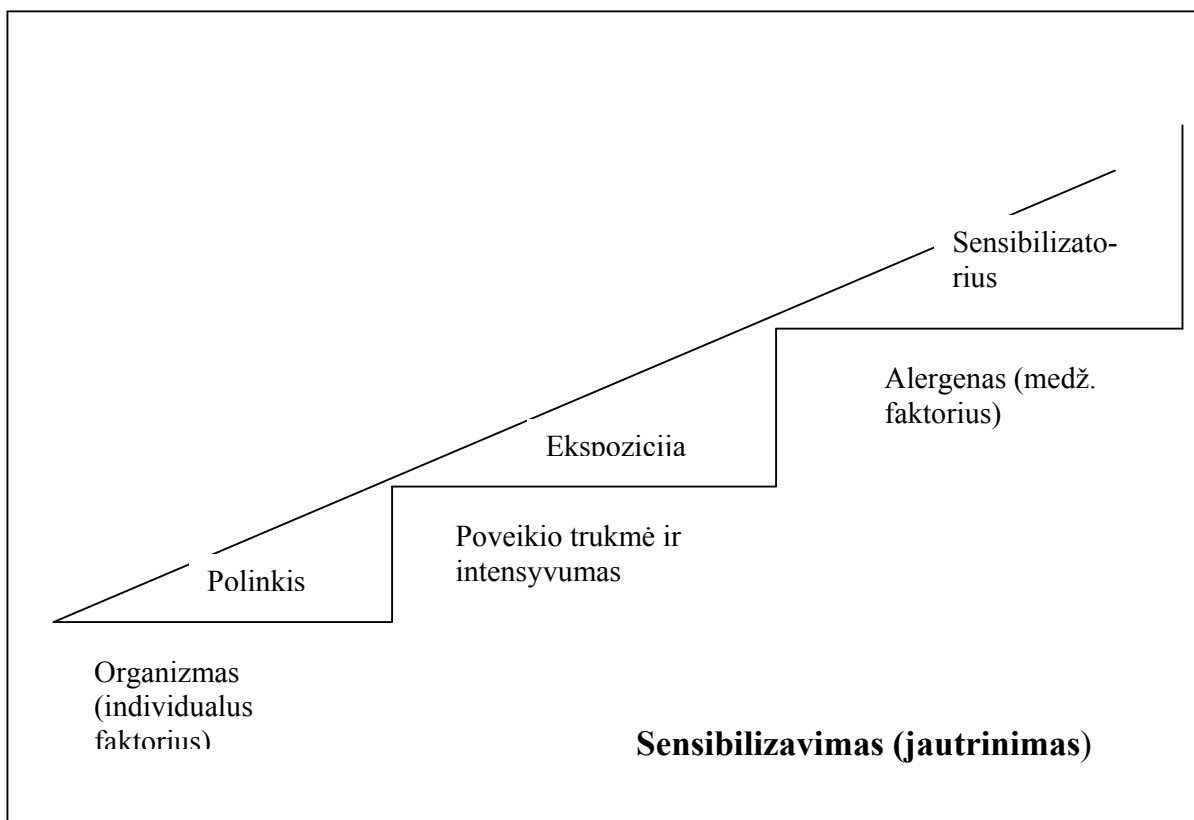 Sensibilizato-
rius
Alergenas (medž.
faktorius)
Ekspozicija
Poveikio trukmė ir
intensyvumas
Polinkis
Organizmas
(individualus
faktorius)
Sensibilizavimas (jautrinimas)